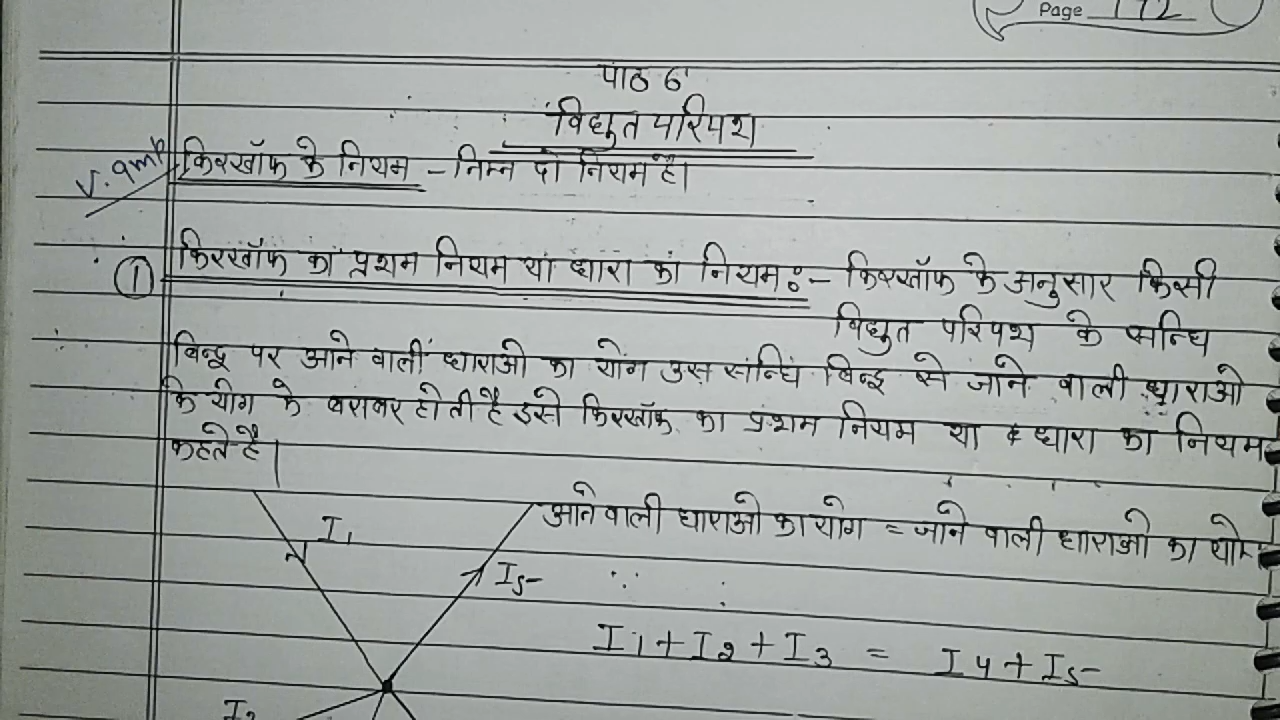 Page 172
पाठ 6
विद्युत परिपथ
V. Imp किरखॉफ के नियम - निम्न दो नियम है।
① किरखॉफ का प्रथम नियम या धारा का नियम :- किरखॉफ के अनुसार किसी
विद्युत परिपथ के सन्धि
बिन्दू पर आने वाली धाराओ का योग उस सन्धि बिन्दू से जाने वाली धाराओ
के योग के बराबर होती है इसे किरखॉफ का प्रथम नियम या धारा का नियम
कहते है।
आने वाली धाराओ का योग = जाने वाली धाराओ का योग
I1
I5
I1 + I2 + I3 = I4 + I5
I2